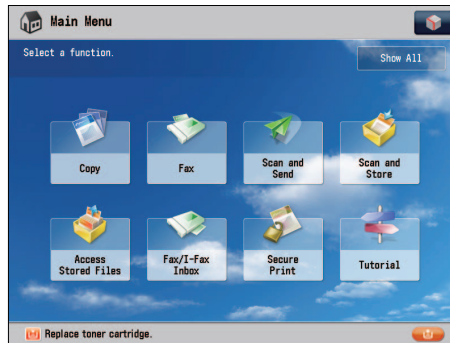 Main Menu
Select a function.
Show All
Copy
Fax
Scan and
Send
Scan and
Store
Access
Stored Files
Fax/I-Fax
Inbox
Secure
Print
Tutorial
Replace toner cartridge.